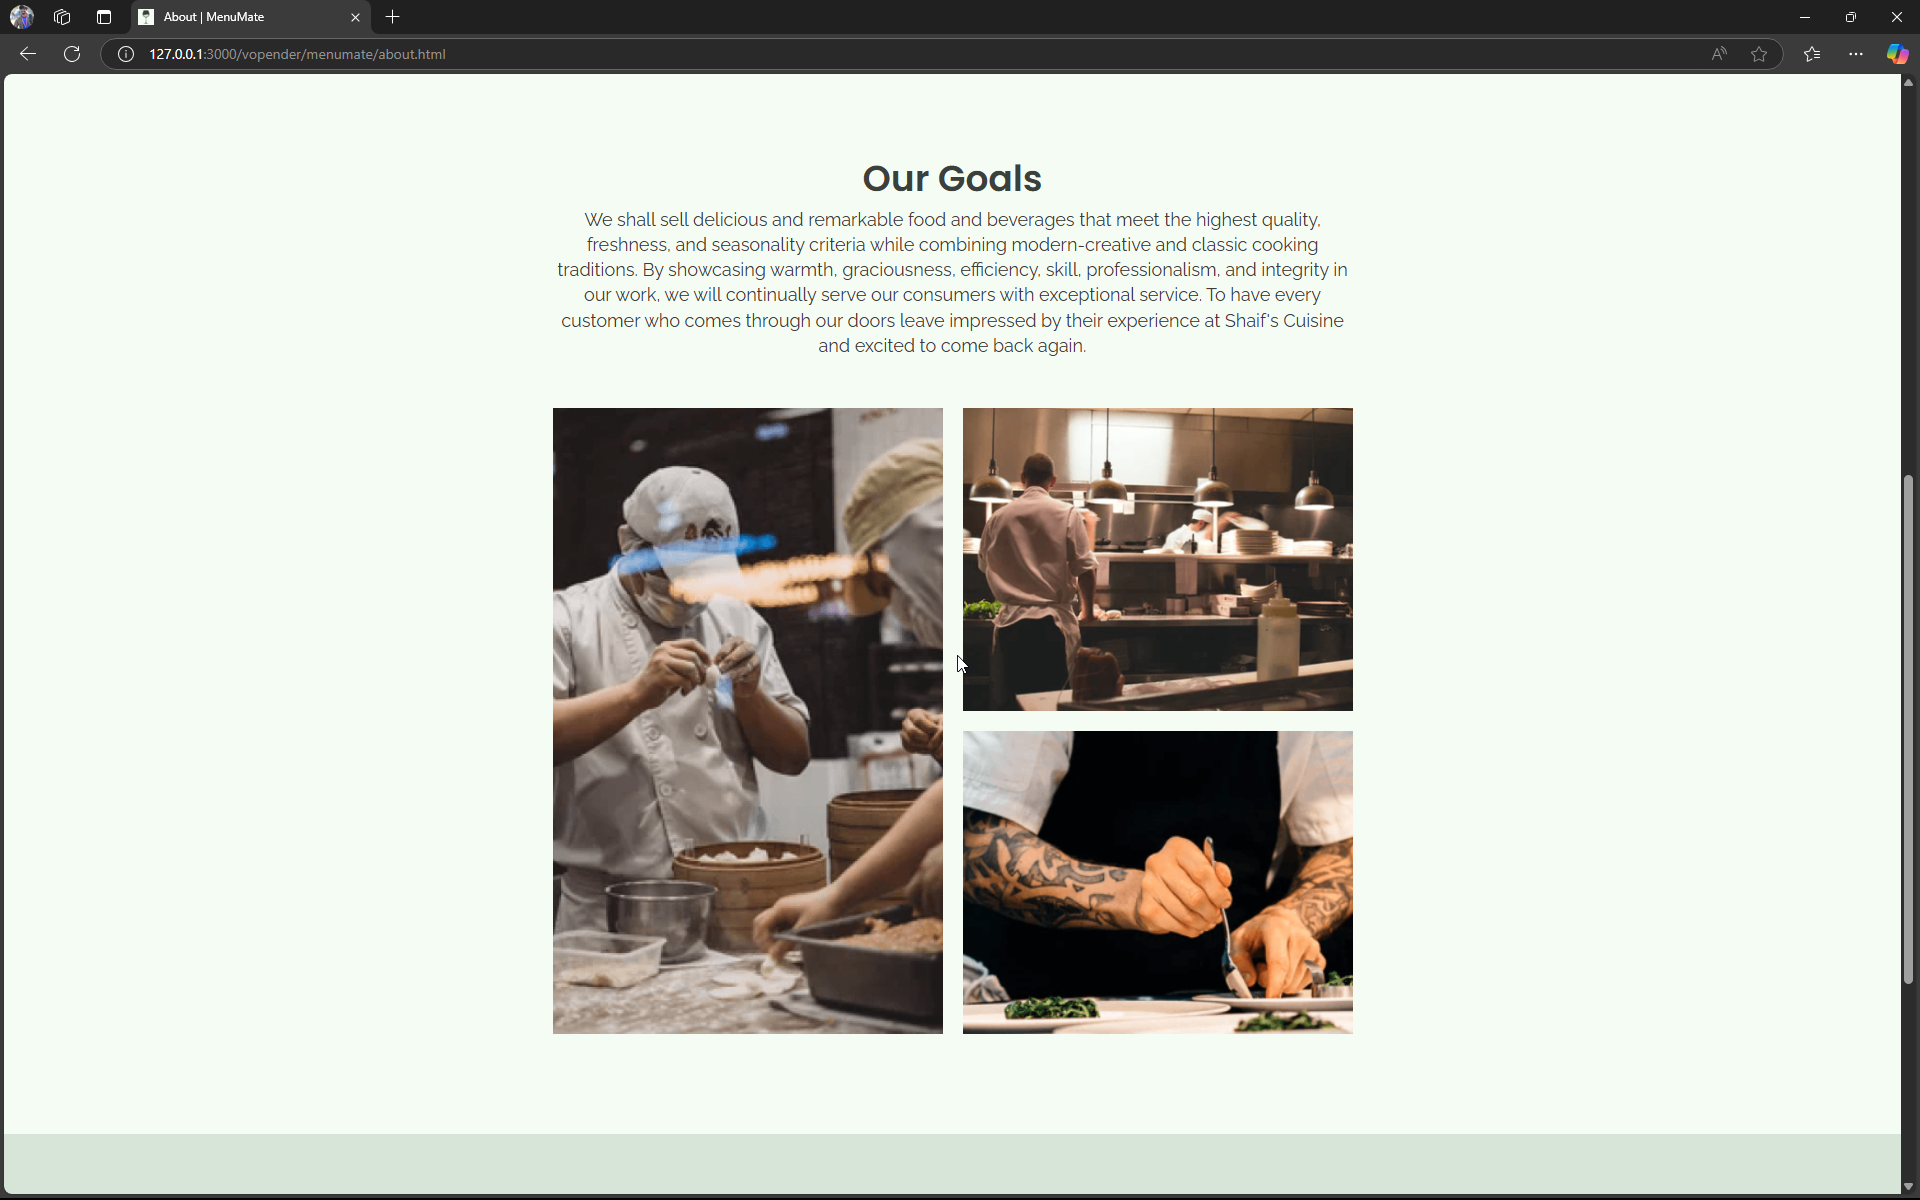 About | MenuMate
127.0.0.1:3000/vopender/menumate/about.html
Our Goals
We shall sell delicious and remarkable food and beverages that meet the highest quality,
freshness, and seasonality criteria while combining modern-creative and classic cooking
traditions. By showcasing warmth, graciousness, efficiency, skill, professionalism, and integrity in
our work, we will continually serve our consumers with exceptional service. To have every
customer who comes through our doors leave impressed by their experience at Shaif's Cuisine
and excited to come back again.